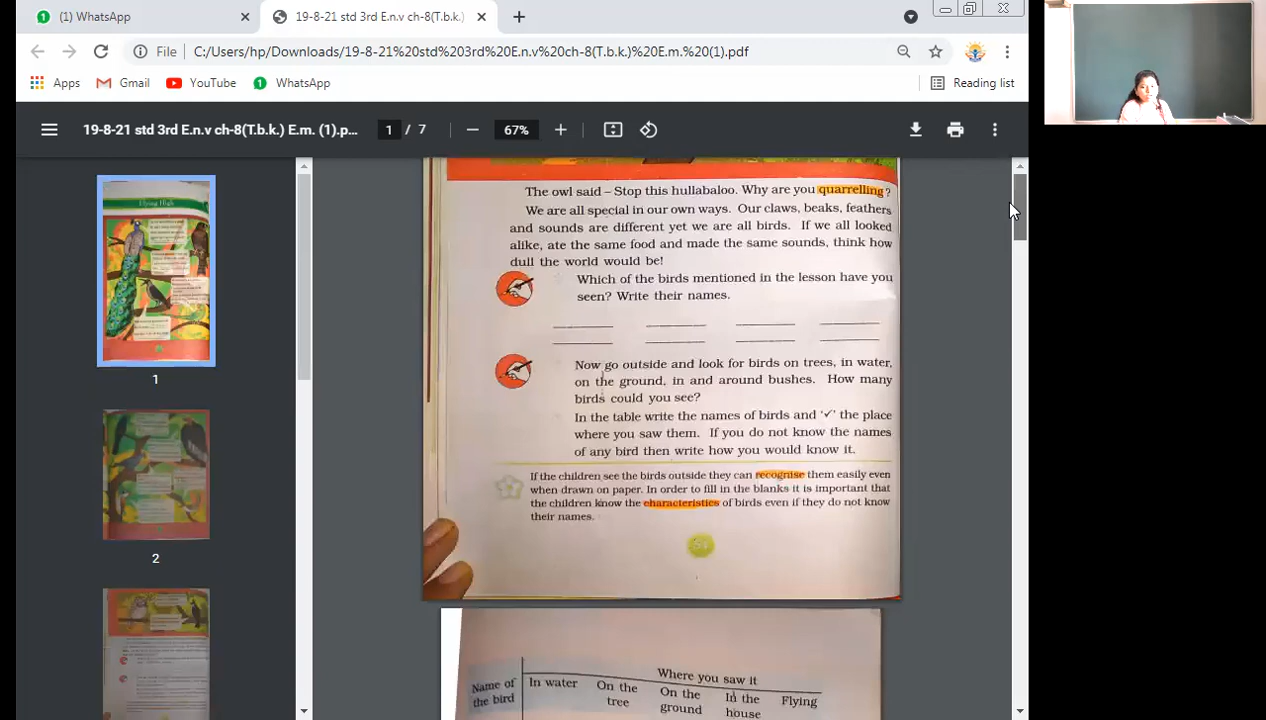 (1) WhatsApp
19-8-21 std 3rd E.n.v ch-8(T.b.k.)
File
C:/Users/hp/Downloads/19-8-21%20std%203rd%20E.n.v%20ch-8(T.b.k.)%20E.m.%20(1).pdf
Apps
Gmail
YouTube
WhatsApp
Reading list
19-8-21 std 3rd E.n.v ch-8(T.b.k.) E.m. (1).p...
1 / 7
67%
Flying High
1
2
The owl said – Stop this hullabaloo. Why are you quarrelling?
We are all special in our own ways. Our claws, beaks, feathers
and sounds are different yet we are all birds. If we all looked
alike, ate the same food and made the same sounds, think how
dull the world would be!
Which of the birds mentioned in the lesson have you
seen? Write their names.
Now go outside and look for birds on trees, in water,
on the ground, in and around bushes. How many
birds could you see?
In the table write the names of birds and '✓' the place
where you saw them. If you do not know the names
of any bird then write how you would know it.
If the children see the birds outside they can recognise them easily even
when drawn on paper. In order to fill in the blanks it is important that
the children know the characteristics of birds even if they do not know
their names.
Where you saw it
Name of the bird
In water
On the tree
On the ground
In the house
Flying